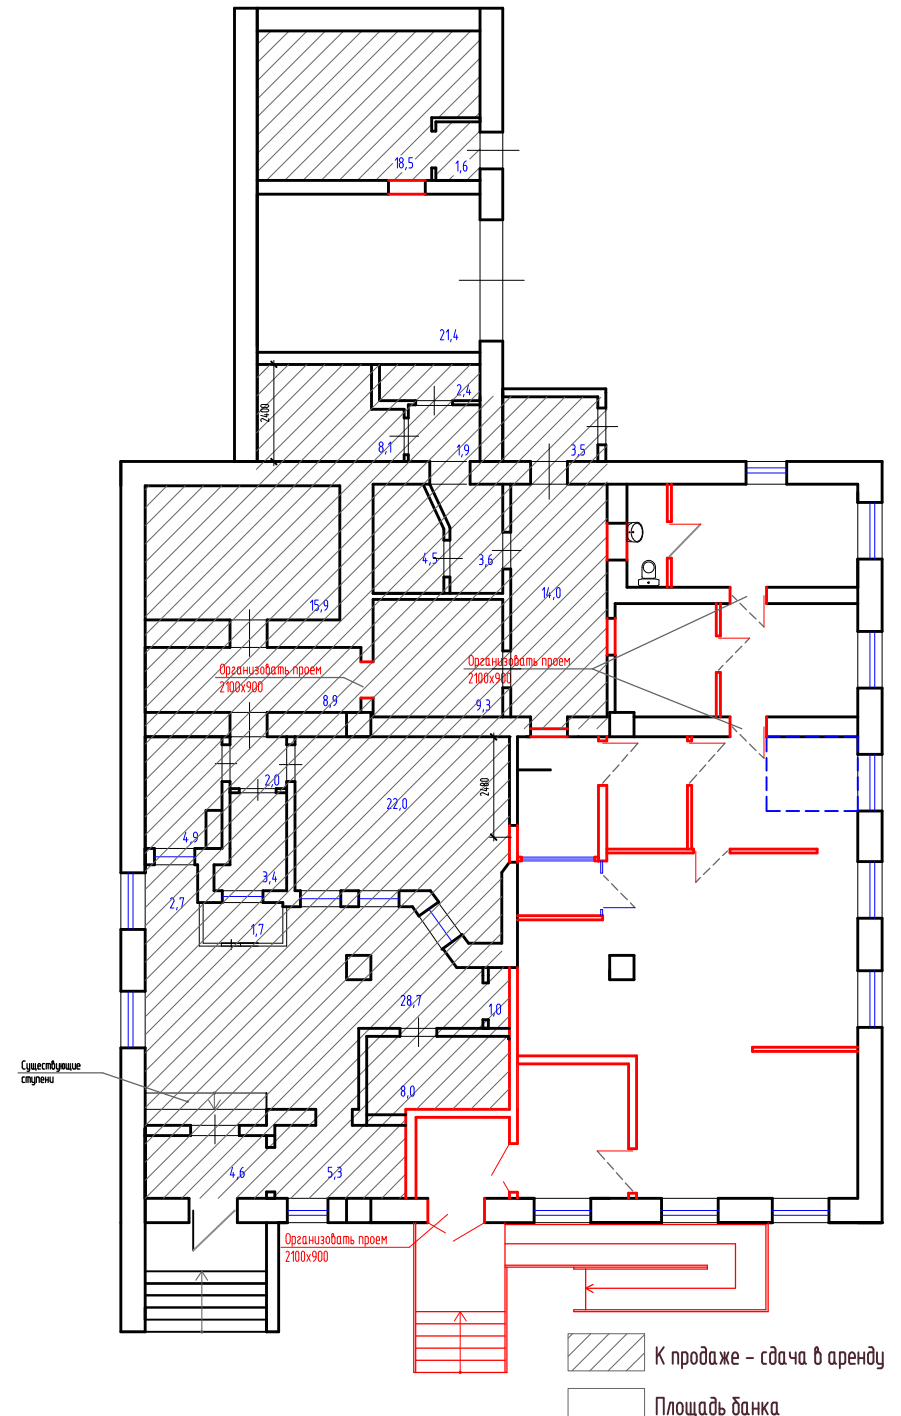 18,5
1,6
21,4
2,4
2400
8,1
1,9
3,5
4,5
3,6
14,0
15,9
Организовать проем
2100х900
Организовать проем
2100х900
8,9
9,3
2,0
22,0
2480
4,9
3,4
2,7
1,7
28,7
1,0
Существующие
ступени
8,0
4,6
5,3
Организовать проем
2100х900
К продаже - сдача в аренду
Площадь банка